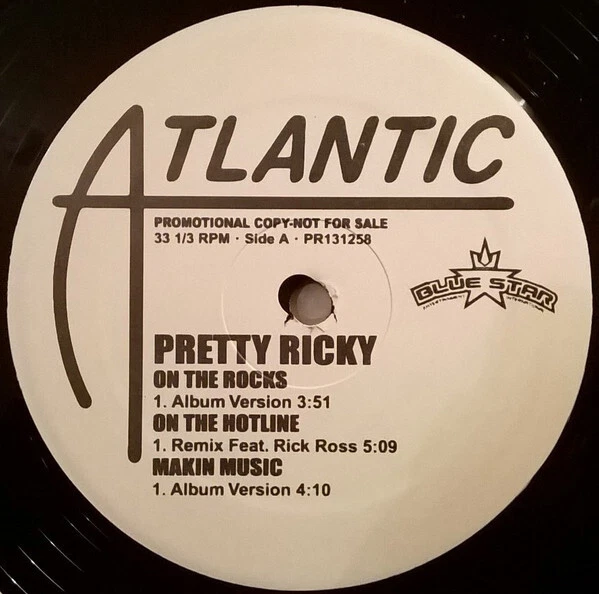 ATLANTIC
PROMOTIONAL COPY-NOT FOR SALE
33 1/3 RPM · Side A · PR131258
BLUE STAR
ENTERTAINMENT INTERNATIONAL
PRETTY RICKY
ON THE ROCKS
1. Album Version 3:51
ON THE HOTLINE
1. Remix Feat. Rick Ross 5:09
MAKIN MUSIC
1. Album Version 4:10